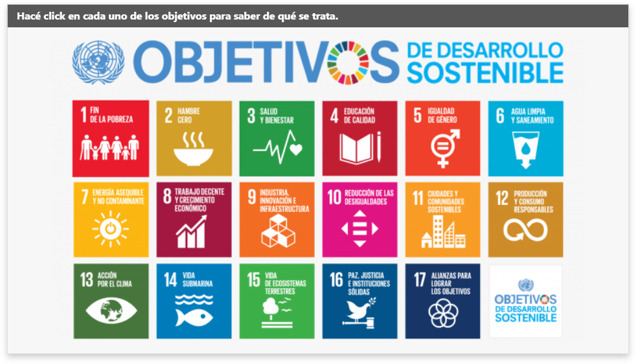 Hacé click en cada uno de los objetivos para saber de qué se trata.
OBJETIVOS
DE DESARROLLO
SOSTENIBLE
1 FIN
DE LA POBREZA
2 HAMBRE
CERO
3 SALUD
Y BIENESTAR
4 EDUCACIÓN
DE CALIDAD
5 IGUALDAD
DE GÉNERO
6 AGUA LIMPIA
Y SANEAMIENTO
7 ENERGÍA ASEQUIBLE
Y NO CONTAMINANTE
8 TRABAJO DECENTE
Y CRECIMIENTO
ECONÓMICO
9 INDUSTRIA,
INNOVACIÓN E
INFRAESTRUCTURA
10 REDUCCIÓN DE LAS
DESIGUALDADES
11 CIUDADES Y
COMUNIDADES
SOSTENIBLES
12 PRODUCCIÓN
Y CONSUMO
RESPONSABLES
13 ACCIÓN
POR EL CLIMA
14 VIDA
SUBMARINA
15 VIDA
DE ECOSISTEMAS
TERRESTRES
16 PAZ, JUSTICIA
E INSTITUCIONES
SÓLIDAS
17 ALIANZAS PARA
LOGRAR
LOS OBJETIVOS
OBJETIVOS
DE DESARROLLO
SOSTENIBLE